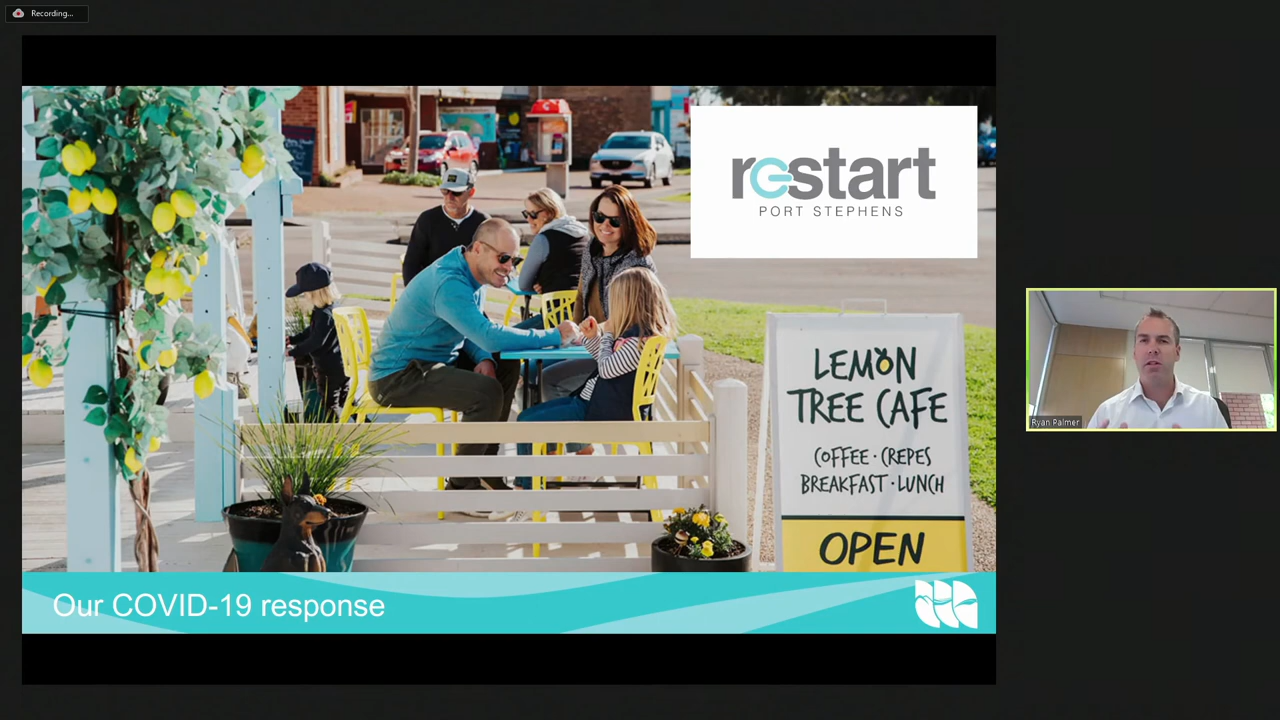 Recording...
restart
PORT STEPHENS
LEMON
TREE CAFE
COFFEE · CREPES
BREAKFAST · LUNCH
OPEN
Our COVID-19 response
Ryan Palmer